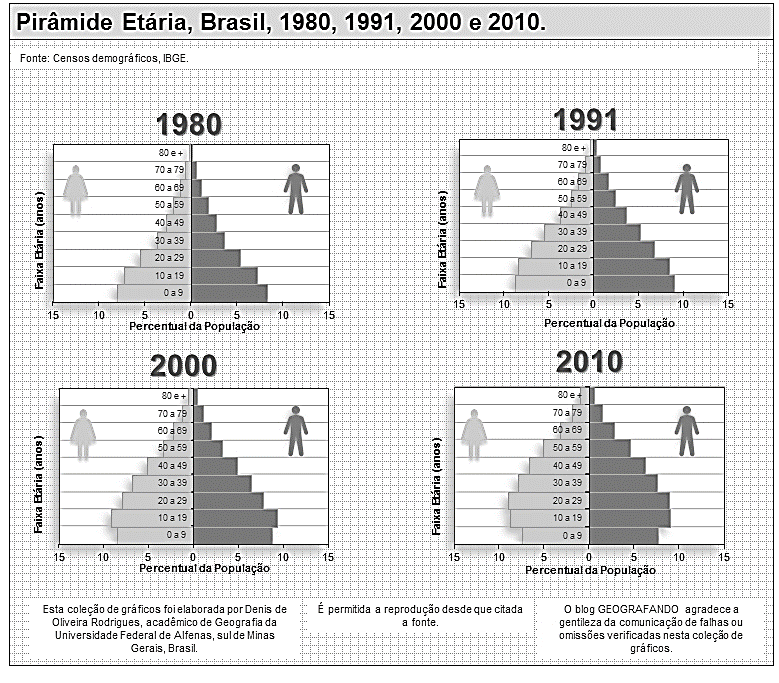 Pirâmide Etária, Brasil, 1980, 1991, 2000 e 2010.
Fonte: Censos demográficos, IBGE.
1980
Faixa Etária (anos)
80 e +
70 a 79
60 a 69
50 a 59
40 a 49
30 a 39
20 a 29
10 a 19
0 a 9
15 10 5 0 5 10 15
Percentual da População
1991
Faixa Etária (anos)
80 e +
70 a 79
60 a 69
50 a 59
40 a 49
30 a 39
20 a 29
10 a 19
0 a 9
15 10 5 0 5 10 15
Percentual da População
2000
Faixa Etária (anos)
80 e +
70 a 79
60 a 69
50 a 59
40 a 49
30 a 39
20 a 29
10 a 19
0 a 9
15 10 5 0 5 10 15
Percentual da População
2010
Faixa Etária (anos)
80 e +
70 a 79
60 a 69
50 a 59
40 a 49
30 a 39
20 a 29
10 a 19
0 a 9
15 10 5 0 5 10 15
Percentual da População
Esta coleção de gráficos foi elaborada por Denis de
Oliveira Rodrigues, acadêmico de Geografia da
Universidade Federal de Alfenas, sul de Minas
Gerais, Brasil.
É permitida a reprodução desde que citada
a fonte.
O blog GEOGRAFANDO agradece a
gentileza da comunicação de falhas ou
omissões verificadas nesta coleção de
gráficos.